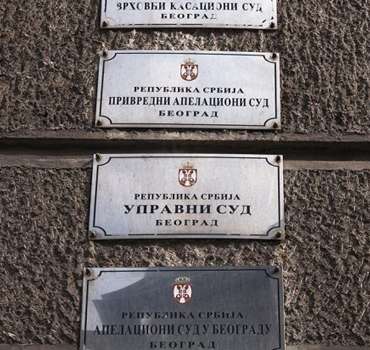 ВРХОВНИ КАСАЦИОНИ СУД
БЕОГРАД
РЕПУБЛИКА СРБИЈА
ПРИВРЕДНИ АПЕЛАЦИОНИ СУД
БЕОГРАД
РЕПУБЛИКА СРБИЈА
УПРАВНИ СУД
БЕОГРАД
РЕПУБЛИКА СРБИЈА
АПЕЛАЦИОНИ СУД У БЕОГРАДУ
БЕОГРАД